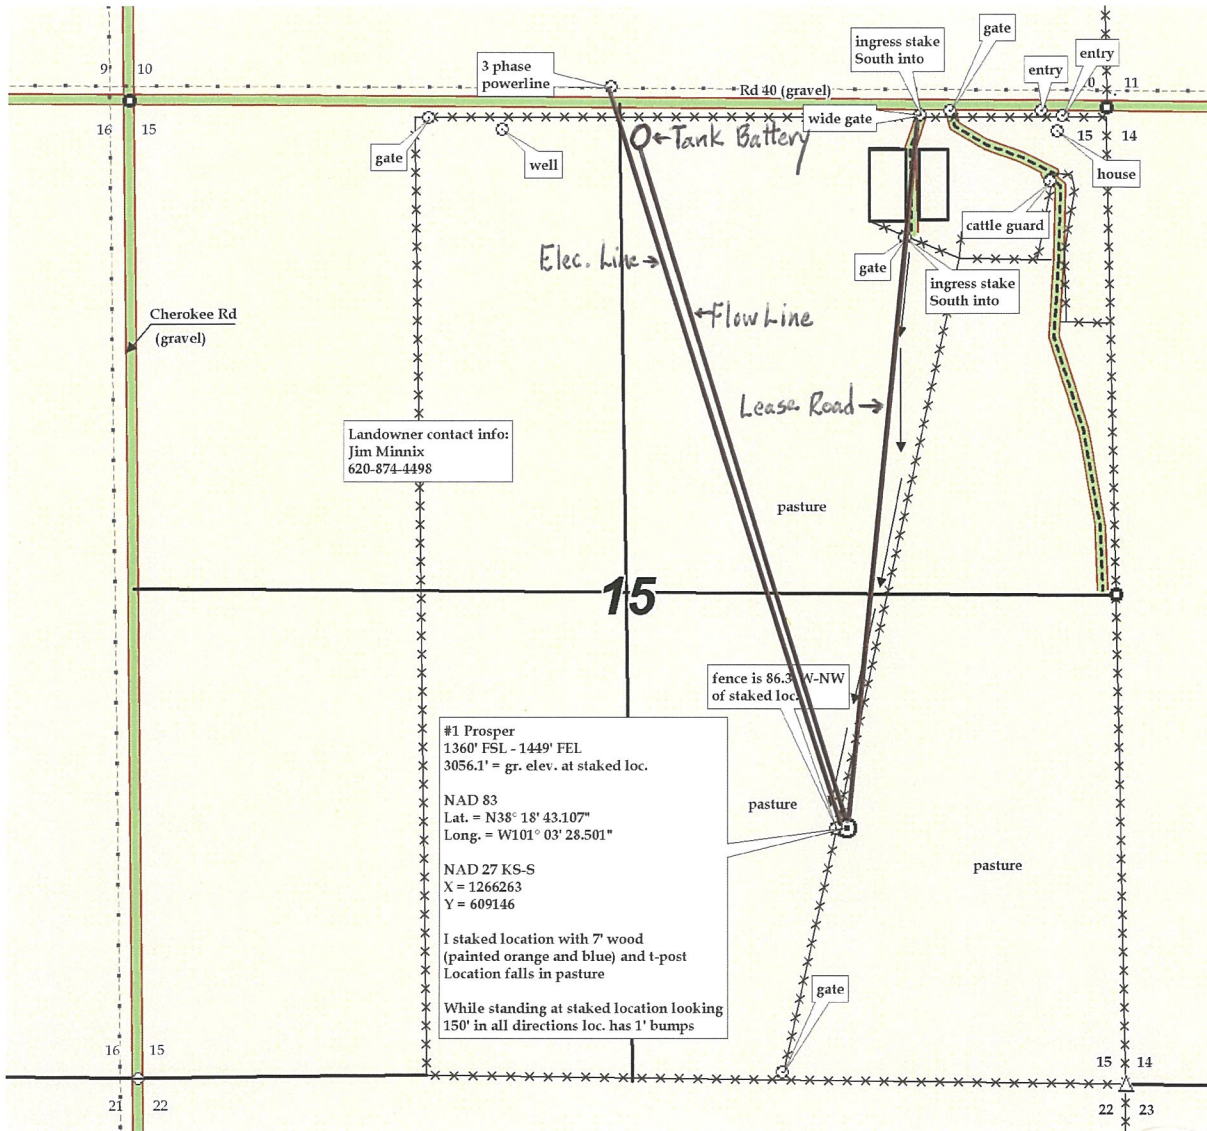 gate
ingress stake
South into
3 phase
powerline
entry
entry
9
10
0
11
Rd 40 (gravel)
wide gate
16
15
15
14
Tank Battery
gate
well
house
cattle guard
Elec. Line
gate
ingress stake
South into
Flow Line
Cherokee Rd
(gravel)
Lease Road
Landowner contact info:
Jim Minnix
620-874-4498
pasture
15
fence is 86.3 W-NW
of staked loc.
#1 Prosper
1360' FSL - 1449' FEL
3056.1' = gr. elev. at staked loc.
NAD 83
Lat. = N38° 18' 43.107"
Long. = W101° 03' 28.501"
NAD 27 KS-S
X = 1266263
Y = 609146
I staked location with 7' wood
(painted orange and blue) and t-post
Location falls in pasture
While standing at staked location looking
150' in all directions loc. has 1' bumps
pasture
pasture
gate
16
15
15
14
21
22
22
23